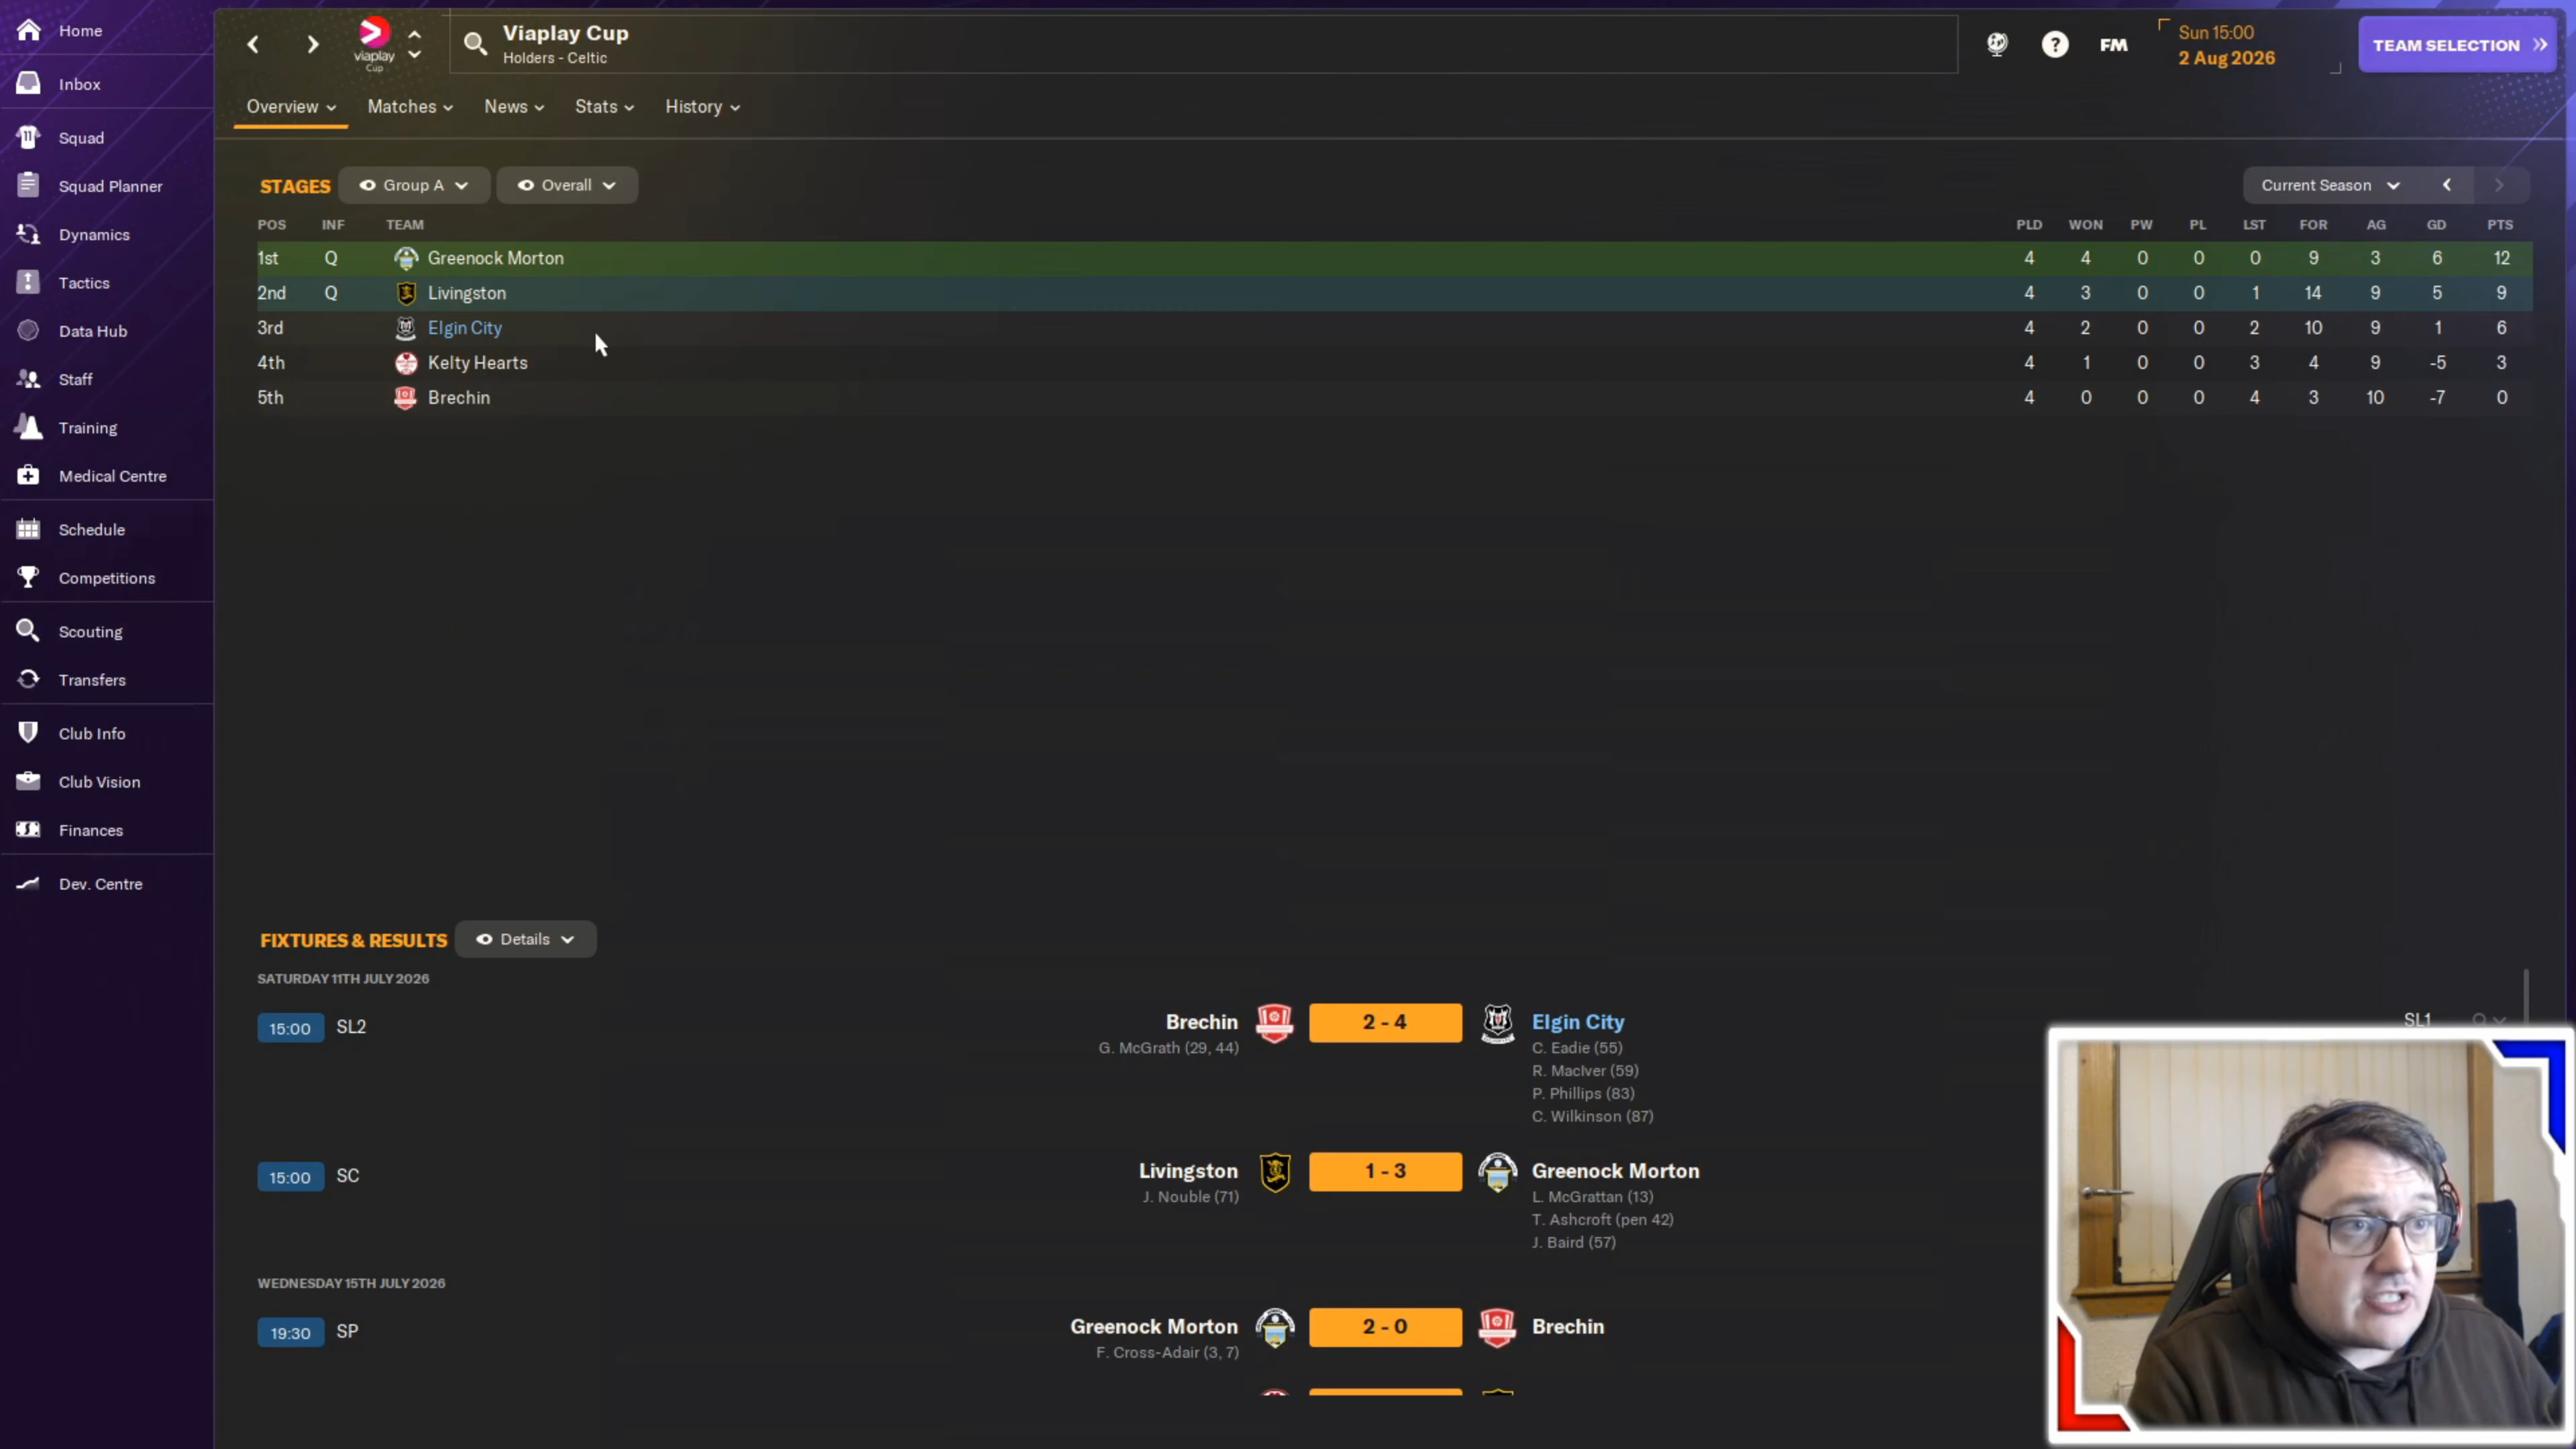 Home
Inbox
Squad
Squad Planner
Dynamics
Tactics
Data Hub
Staff
Training
Medical Centre
Schedule
Competitions
Scouting
Transfers
Club Info
Club Vision
Finances
Dev. Centre
viaplay
Cup
Viaplay Cup
Holders - Celtic
?
FM
Sun 15:00
2 Aug 2026
TEAM SELECTION
Overview
Matches
News
Stats
History
STAGES
Group A
Overall
Current Season
POS INF TEAM PLD WON PW PL LST FOR AG GD PTS
1st Q Greenock Morton 4 4 0 0 0 9 3 6 12
2nd Q Livingston 4 3 0 0 1 14 9 5 9
3rd Elgin City 4 2 0 0 2 10 9 1 6
4th Kelty Hearts 4 1 0 0 3 4 9 -5 3
5th Brechin 4 0 0 0 4 3 10 -7 0
FIXTURES & RESULTS
Details
SATURDAY 11TH JULY 2026
15:00 SL2 Brechin 2 - 4 Elgin City SL1
G. McGrath (29, 44)
C. Eadie (55)
R. MacIver (59)
P. Phillips (83)
C. Wilkinson (87)
15:00 SC Livingston 1 - 3 Greenock Morton
J. Nouble (71)
L. McGrattan (13)
T. Ashcroft (pen 42)
J. Baird (57)
WEDNESDAY 15TH JULY 2026
19:30 SP Greenock Morton 2 - 0 Brechin
F. Cross-Adair (3, 7)